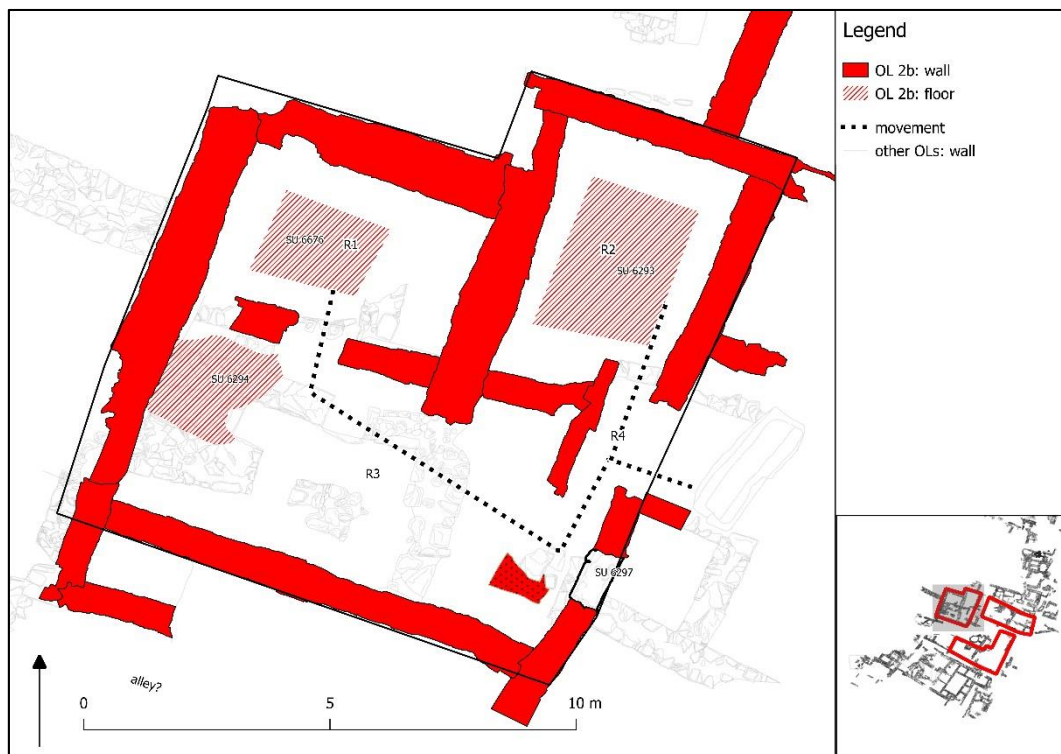 Legend
OL 2b: wall
OL 2b: floor
movement
other OLs: wall
SU 6676
R1
R2
SU 6293
SU 6294
R4
R3
SU 6297
alley?
0
5
10 m